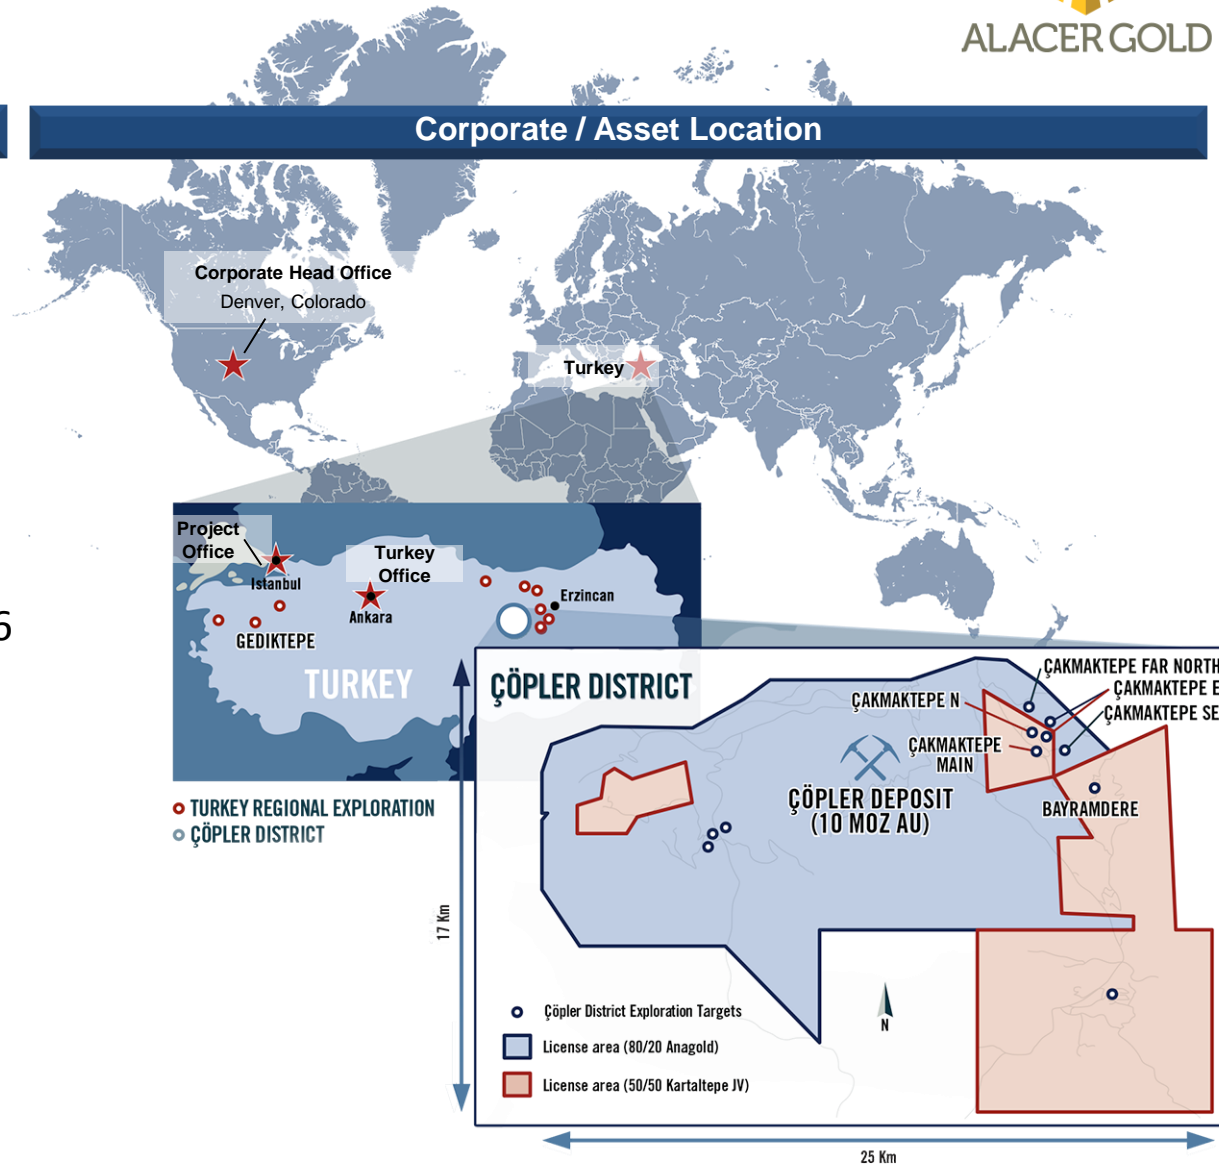 ALACER GOLD
Corporate / Asset Location
Corporate Head Office
Denver, Colorado
Turkey
Project
Office
Istanbul
Turkey
Office
Ankara
Erzincan
GEDIKTEPE
TURKEY
6
TURKEY REGIONAL EXPLORATION
ÇÖPLER DISTRICT
ÇÖPLER DISTRICT
ÇAKMAKTEPE FAR NORTH
ÇAKMAKTEPE E
ÇAKMAKTEPE SE
ÇAKMAKTEPE N
ÇAKMAKTEPE
MAIN
ÇÖPLER DEPOSIT
(10 MOZ AU)
BAYRAMDERE
17 Km
N
Çöpler District Exploration Targets
License area (80/20 Anagold)
License area (50/50 Kartaltepe JV)
25 Km